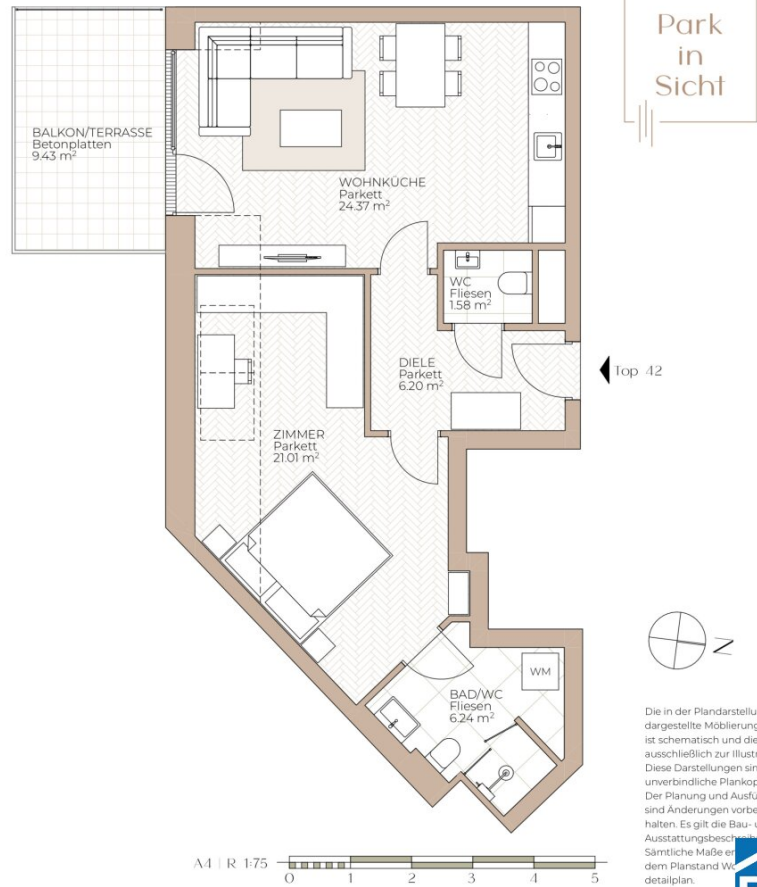 Park
in
Sicht
BALKON/TERRASSE
Betonplatten
9.43 m²
WOHNKÜCHE
Parkett
24.37 m²
WC
Fliesen
1.58 m²
DIELE
Parkett
6.20 m²
Top 42
ZIMMER
Parkett
21.01 m²
WM
BAD/WC
Fliesen
6.24 m²
N
Die in der Plandarstellu
dargestellte Möblierung
ist schematisch und die
ausschließlich zur Illustr
Diese Darstellungen sin
unverbindliche Plankop
Der Planung und Ausfü
sind Änderungen vorbe
halten. Es gilt die Bau- u
Sämtliche Maße
dem Planstand
detailplan.
A4 | R 1:75
0 1 2 3 4 5